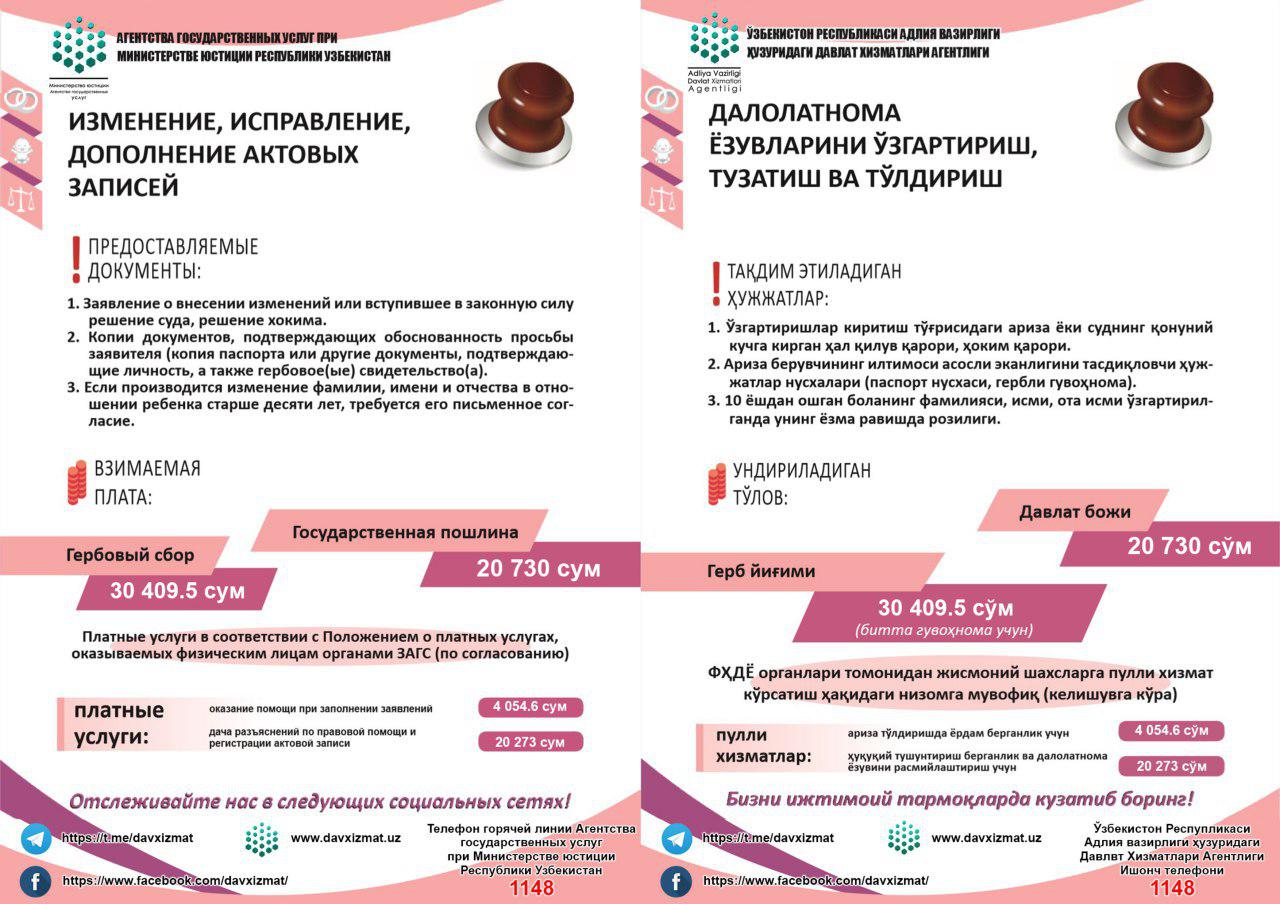 АГЕНТСТВА ГОСУДАРСТВЕННЫХ УСЛУГ ПРИ
МИНИСТЕРСТВЕ ЮСТИЦИИ РЕСПУБЛИКИ УЗБЕКИСТАН
Министерства юстиции
Агентство государственных
услуг
ИЗМЕНЕНИЕ, ИСПРАВЛЕНИЕ,
ДОПОЛНЕНИЕ АКТОВЫХ
ЗАПИСЕЙ
! ПРЕДОСТАВЛЯЕМЫЕ
ДОКУМЕНТЫ:
1. Заявление о внесении изменений или вступившее в законную силу
решение суда, решение хокима.
2. Копии документов, подтверждающих обоснованность просьбы
заявителя (копия паспорта или другие документы, подтверждаю-
щие личность, а также гербовое(ые) свидетельство(а).
3. Если производится изменение фамилии, имени и отчества в отно-
шении ребенка старше десяти лет, требуется его письменное сог-
ласие.
ВЗИМАЕМАЯ
ПЛАТА:
Государственная пошлина
20 730 сум
Гербовый сбор
30 409.5 сум
Платные услуги в соответствии с Положением о платных услугах,
оказываемых физическим лицам органами ЗАГС (по согласованию)
платные
услуги:
оказание помощи при заполнении заявлений
4 054.6 сум
дача разъяснений по правовой помощи и
регистрации актовой записи
20 273 сум
Отслеживайте нас в следующих социальных сетях!
https://t.me/davxizmat
www.davxizmat.uz
https://www.facebook.com/davxizmat/
Телефон горячей линии Агентства
государственных услуг
при Министерстве юстиции
Республики Узбекистан
1148
ЎЗБЕКИСТОН РЕСПУБЛИКАСИ АДЛИЯ ВАЗИРЛИГИ
ҲУЗУРИДАГИ ДАВЛАТ ХИЗМАТЛАРИ АГЕНТЛИГИ
Adliya Vazirligi
Davlat Xizmatlari
Agentligi
ДАЛОЛАТНОМА
ЁЗУВЛАРИНИ ЎЗГАРТИРИШ,
ТУЗАТИШ ВА ТЎЛДИРИШ
! ТАҚДИМ ЭТИЛАДИГАН
ҲУЖЖАТЛАР:
1. Ўзгартиришлар киритиш тўғрисидаги ариза ёки суднинг қонуний
кучга кирган ҳал қилув қарори, ҳоким қарори.
2. Ариза берувчининг илтимоси асосли эканлигини тасдиқловчи ҳуж-
жатлар нусхалари (паспорт нусхаси, гербли гувоҳнома).
3. 10 ёшдан ошган боланинг фамилияси, исми, ота исми ўзгартирил-
ганда унинг ёзма равишда розилиги.
УНДИРИЛАДИГАН
ТЎЛОВ:
Давлат божи
20 730 сўм
Герб йиғими
30 409.5 сўм
(битта гувоҳнома учун)
ФҲДЁ органлари томонидан жисмоний шахсларга пулли хизмат
кўрсатиш ҳақидаги низомга мувофиқ (келишувга кўра)
пулли
хизматлар:
ариза тўлдиришда ёрдам берганлик учун
4 054.6 сўм
ҳуқуқий тушунтириш берганлик ва далолатнома
ёзувини расмийлаштириш учун
20 273 сўм
Бизни ижтимоий тармоқларда кузатиб боринг!
https://t.me/davxizmat
www.davxizmat.uz
https://www.facebook.com/davxizmat/
Ўзбекистон Респупликаси
Адлия вазирлиги ҳузуридаги
Давлвт Хизматлари Агентлиги
Ишонч телефони
1148